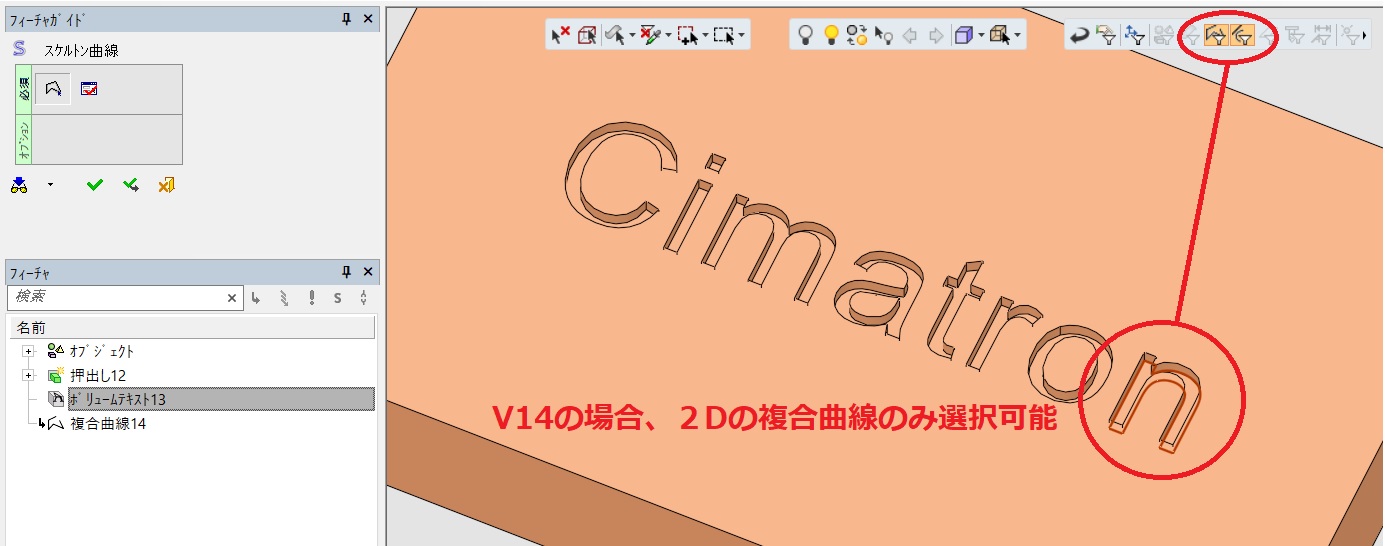 フィーチャガイド
スケルトン曲線
必須
オプション
フィーチャ
検索
S
名前
オブジェクト
押出し12
ボリュームテキスト13
複合曲線14
Cimatron
V14の場合、２Dの複合曲線のみ選択可能